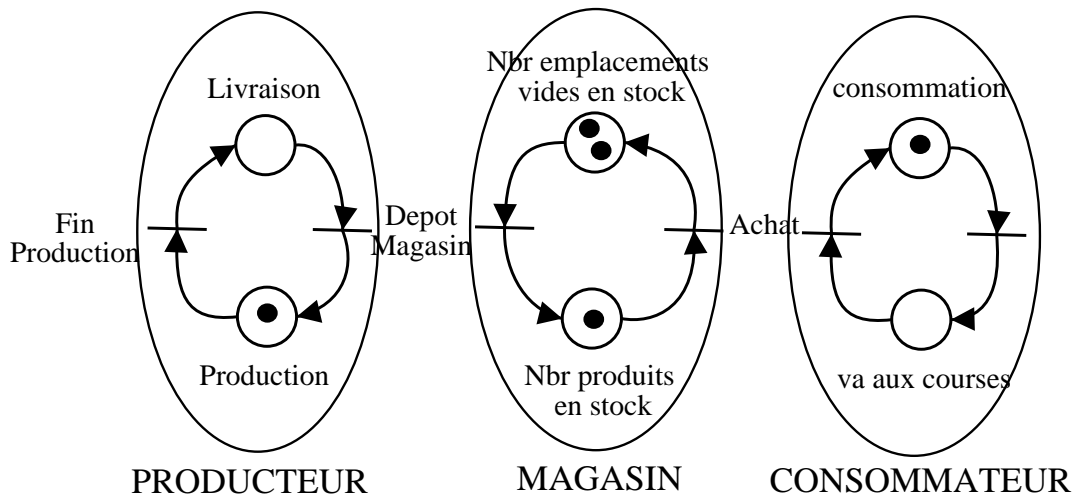 Livraison
Fin
Production
Depot
Magasin
Production
PRODUCTEUR
Nbr emplacements
vides en stock
Achat
Nbr produits
en stock
MAGASIN
consommation
va aux courses
CONSOMMATEUR